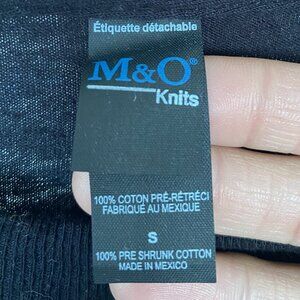 Étiquette détachable
M&O®
Knits
100% COTON PRÉ-RÉTRÉCI
FABRIQUÉ AU MEXIQUE
S
100% PRE SHRUNK COTTON
MADE IN MEXICO